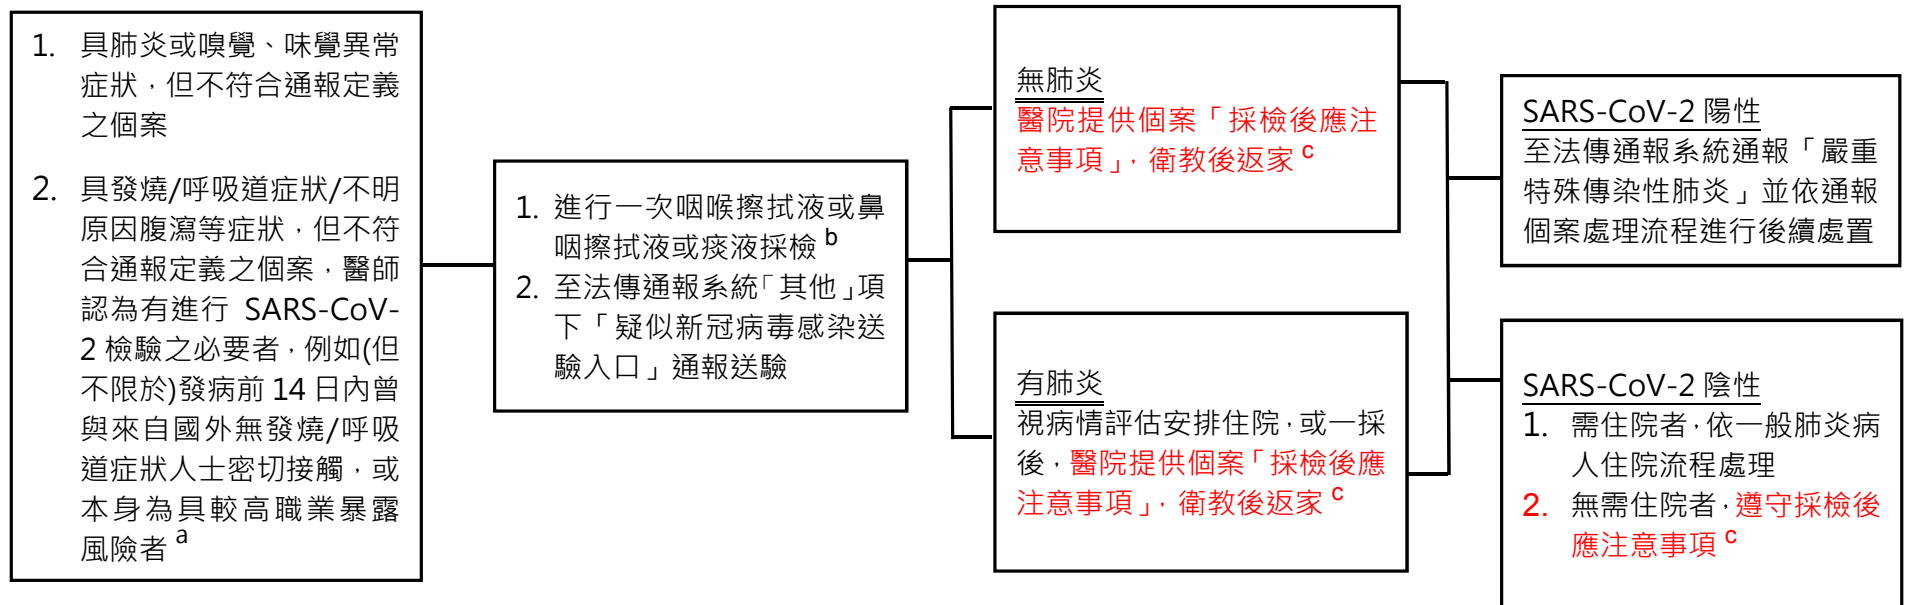 1. 具肺炎或嗅覺、味覺異常
症狀，但不符合通報定義
之個案
2. 具發燒/呼吸道症狀/不明
原因腹瀉等症狀，但不符
合通報定義之個案，醫師
認為有進行 SARS-CoV-
2 檢驗之必要者，例如(但
不限於)發病前 14 日內曾
與來自國外無發燒/呼吸
道症狀人士密切接觸，或
本身為具較高職業暴露
風險者 a
1. 進行一次咽喉擦拭液或鼻
咽擦拭液或痰液採檢 b
2. 至法傳通報系統「其他」項
下「疑似新冠病毒感染送
驗入口」通報送驗
無肺炎
醫院提供個案「採檢後應注
意事項」，衛教後返家 c
有肺炎
視病情評估安排住院，或一採
後，醫院提供個案「採檢後應
注意事項」，衛教後返家 c
SARS-CoV-2 陽性
至法傳通報系統通報「嚴重
特殊傳染性肺炎」並依通報
個案處理流程進行後續處置
SARS-CoV-2 陰性
1. 需住院者，依一般肺炎病
人住院流程處理
2. 無需住院者，遵守採檢後
應注意事項 c